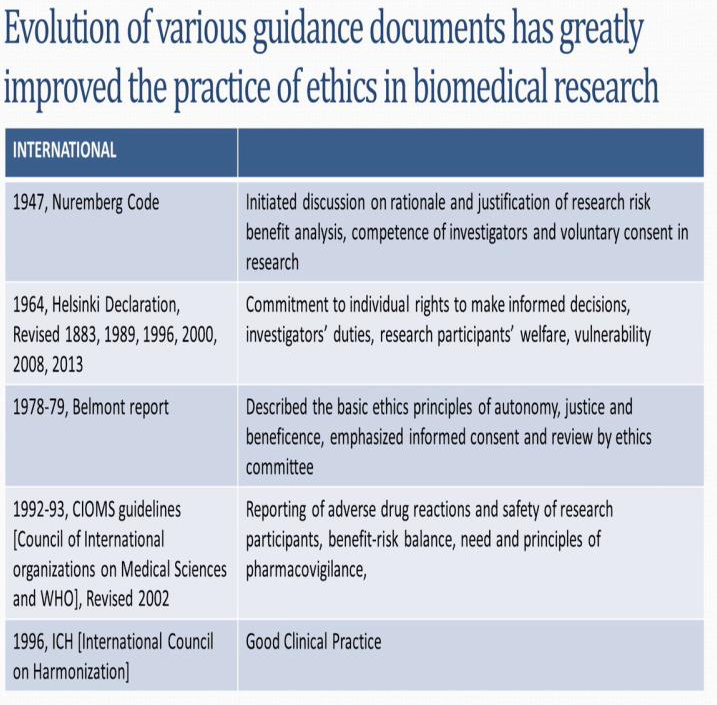 Evolution of various guidance documents has greatly
improved the practice of ethics in biomedical research
INTERNATIONAL
1947, Nuremberg Code
Initiated discussion on rationale and justification of research risk
benefit analysis, competence of investigators and voluntary consent in
research
1964, Helsinki Declaration,
Revised 1883, 1989, 1996, 2000,
2008, 2013
Commitment to individual rights to make informed decisions,
investigators’ duties, research participants’ welfare, vulnerability
1978-79, Belmont report
Described the basic ethics principles of autonomy, justice and
beneficence, emphasized informed consent and review by ethics
committee
1992-93, CIOMS guidelines
[Council of International
organizations on Medical Sciences
and WHO], Revised 2002
Reporting of adverse drug reactions and safety of research
participants, benefit-risk balance, need and principles of
pharmacovigilance,
1996, ICH [International Council
on Harmonization]
Good Clinical Practice